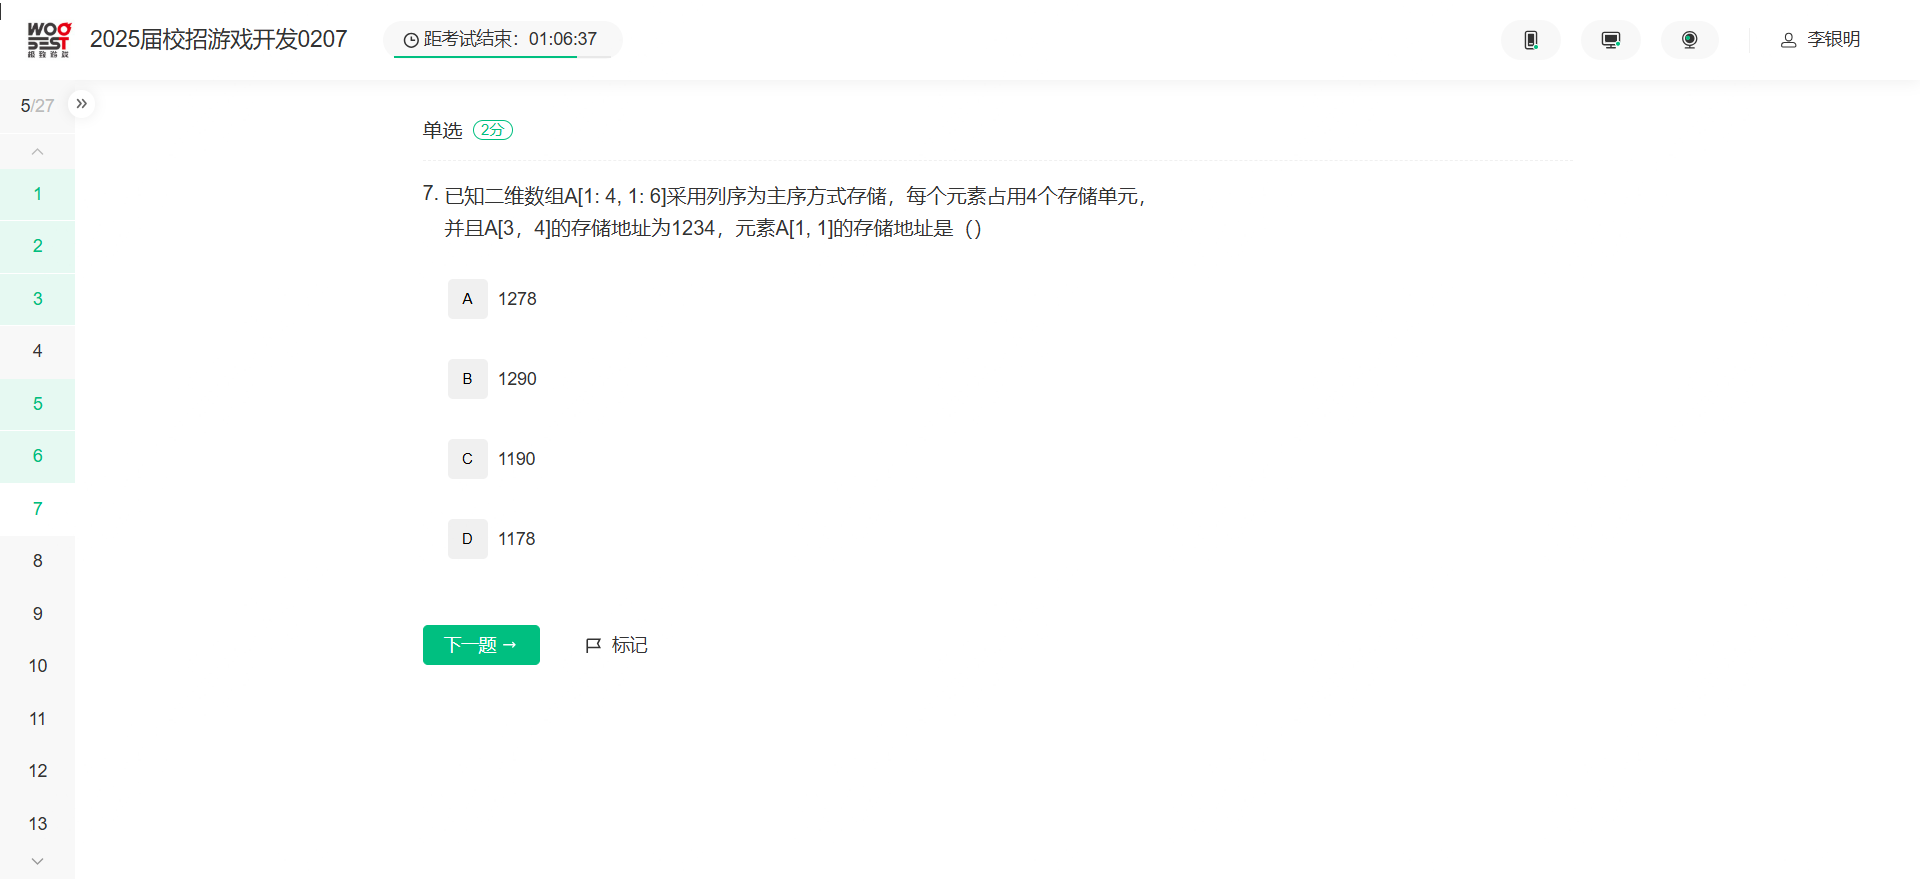 WOO
BEST
极致游戏
2025届校招游戏开发0207
距考试结束：01:06:37
李银明
5/27
单选 2分
7. 已知二维数组A[1: 4, 1: 6]采用列序为主序方式存储，每个元素占用4个存储单元，
并且A[3，4]的存储地址为1234，元素A[1, 1]的存储地址是（）
A 1278
B 1290
C 1190
D 1178
下一题→
标记
1
2
3
4
5
6
7
8
9
10
11
12
13